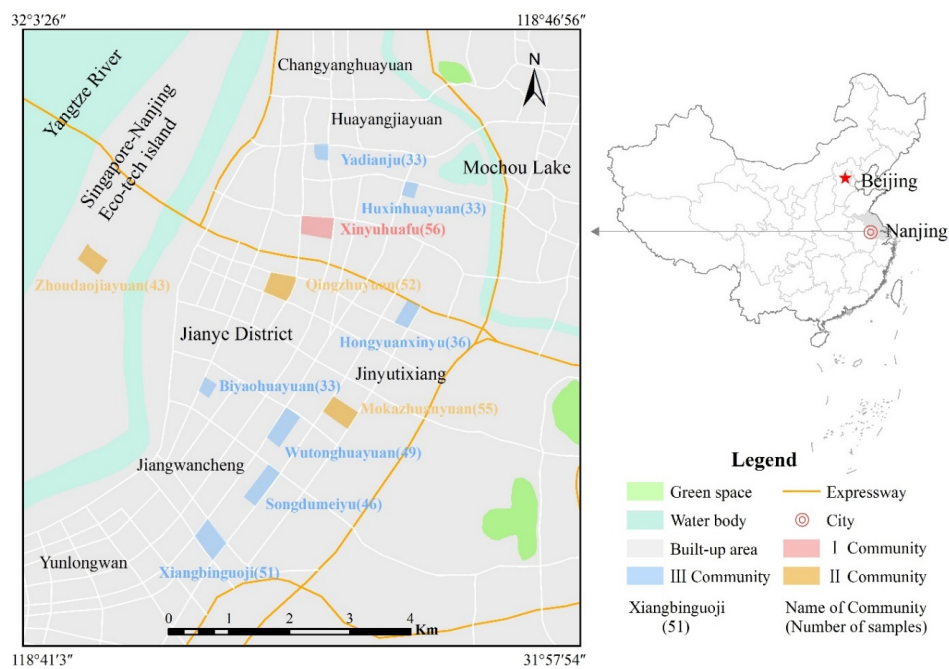 32°3′26″
118°46′56″
Yangtze River
Singapore-Nanjing
Eco-tech island
Changyanghuayuan
Huayangjiayuan
Yadianju(33)
Mochou Lake
Huxinhuayuan(33)
Xinyuhuafu(56)
Zhoudaojiayuan(43)
Qingzhuyuan(52)
Jianye District
Hongyuanxinyu(36)
Jinyutixiang
Biyaohuayuan(33)
Mokazhugnyuan(55)
Wutonghuayuan(49)
Jiangwancheng
Songdumeiyu(46)
Yunlongwan
Xiangbinguoji(51)
0 1 2 3 4
Km
118°41′3″
31°57′54″
N
Beijing
Nanjing
Legend
Green space
Expressway
Water body
City
Built-up area
Ⅰ Community
Ⅲ Community
Ⅱ Community
Xiangbinguoji
(51)
Name of Community
(Number of samples)